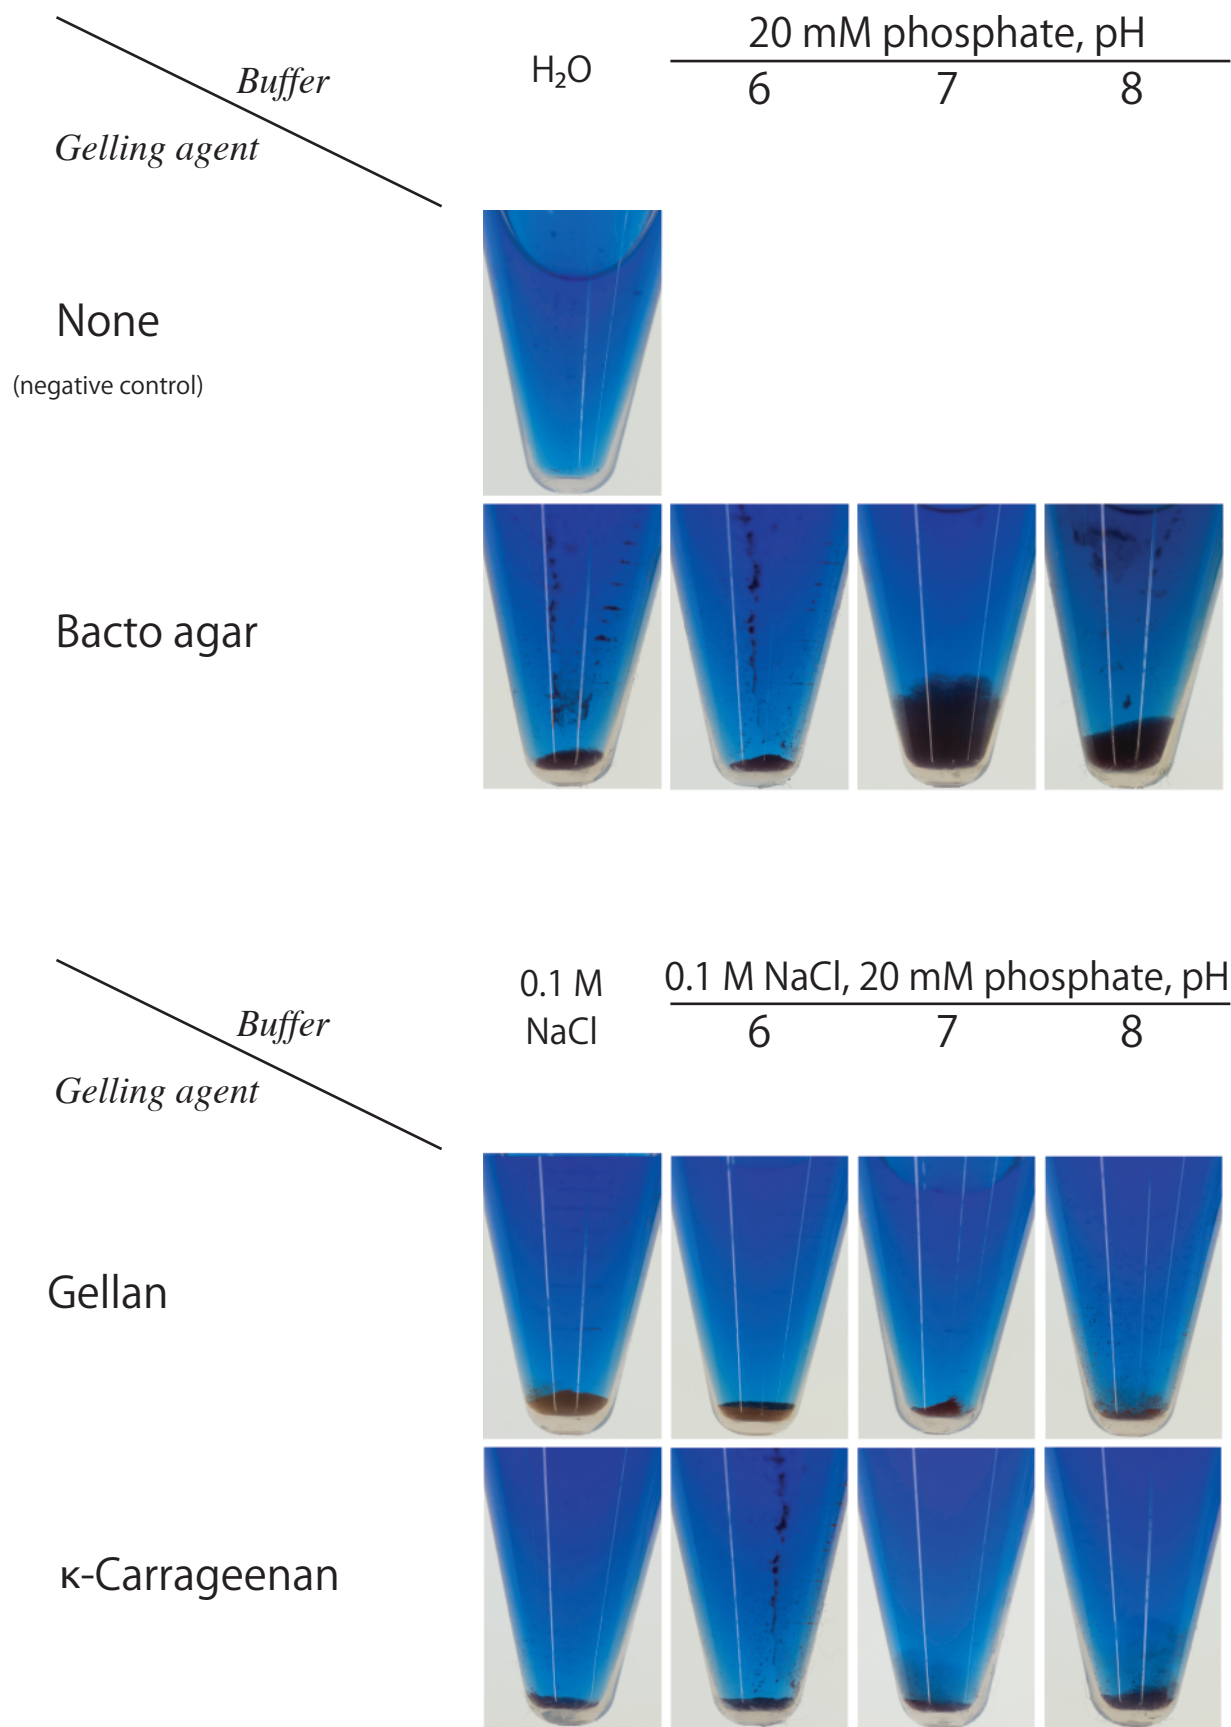 20 mM phosphate, pH
Buffer
H₂O
6
7
8
Gelling agent
None
(negative control)
Bacto agar
0.1 M
NaCl
0.1 M NaCl, 20 mM phosphate, pH
Buffer
6
7
8
Gelling agent
Gellan
κ-Carrageenan